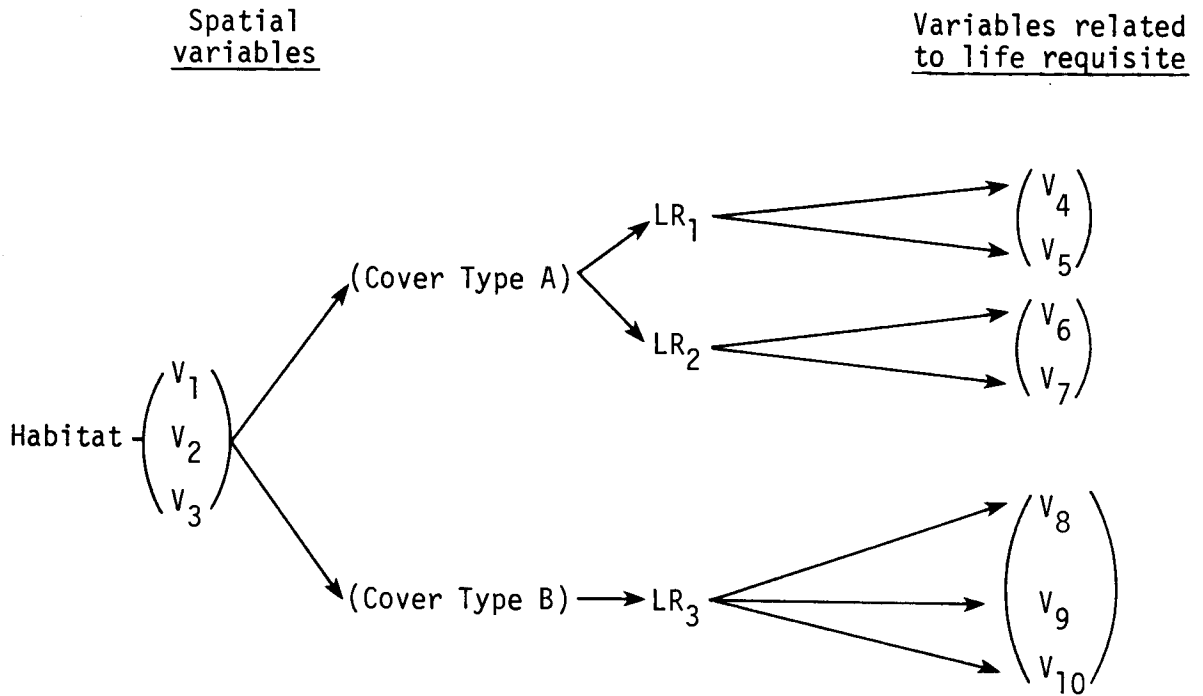 Spatial
variables
Variables related
to life requisite
LR1
V4
V5
(Cover Type A)
LR2
V6
V7
Habitat
V1
V2
V3
(Cover Type B)
LR3
V8
V9
V10